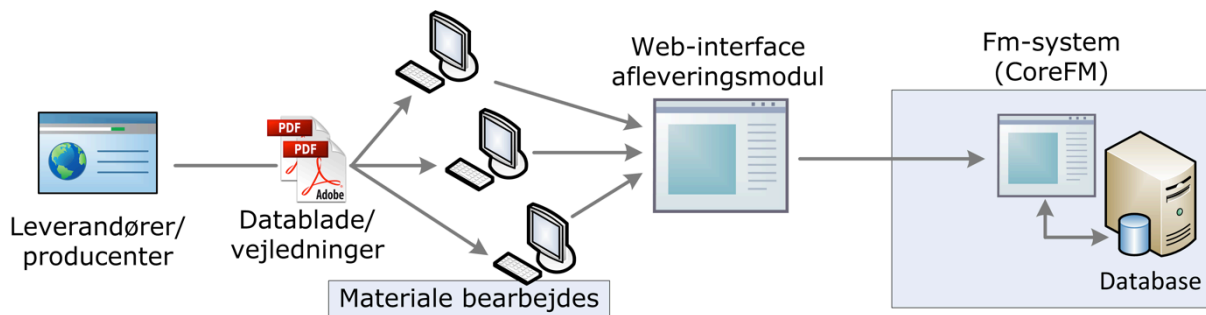 Leverandører/
producenter
PDF
PDF
Adobe
Datablade/
vejledninger
Materiale bearbejdes
Web-interface
afleveringsmodul
Fm-system
(CoreFM)
Database